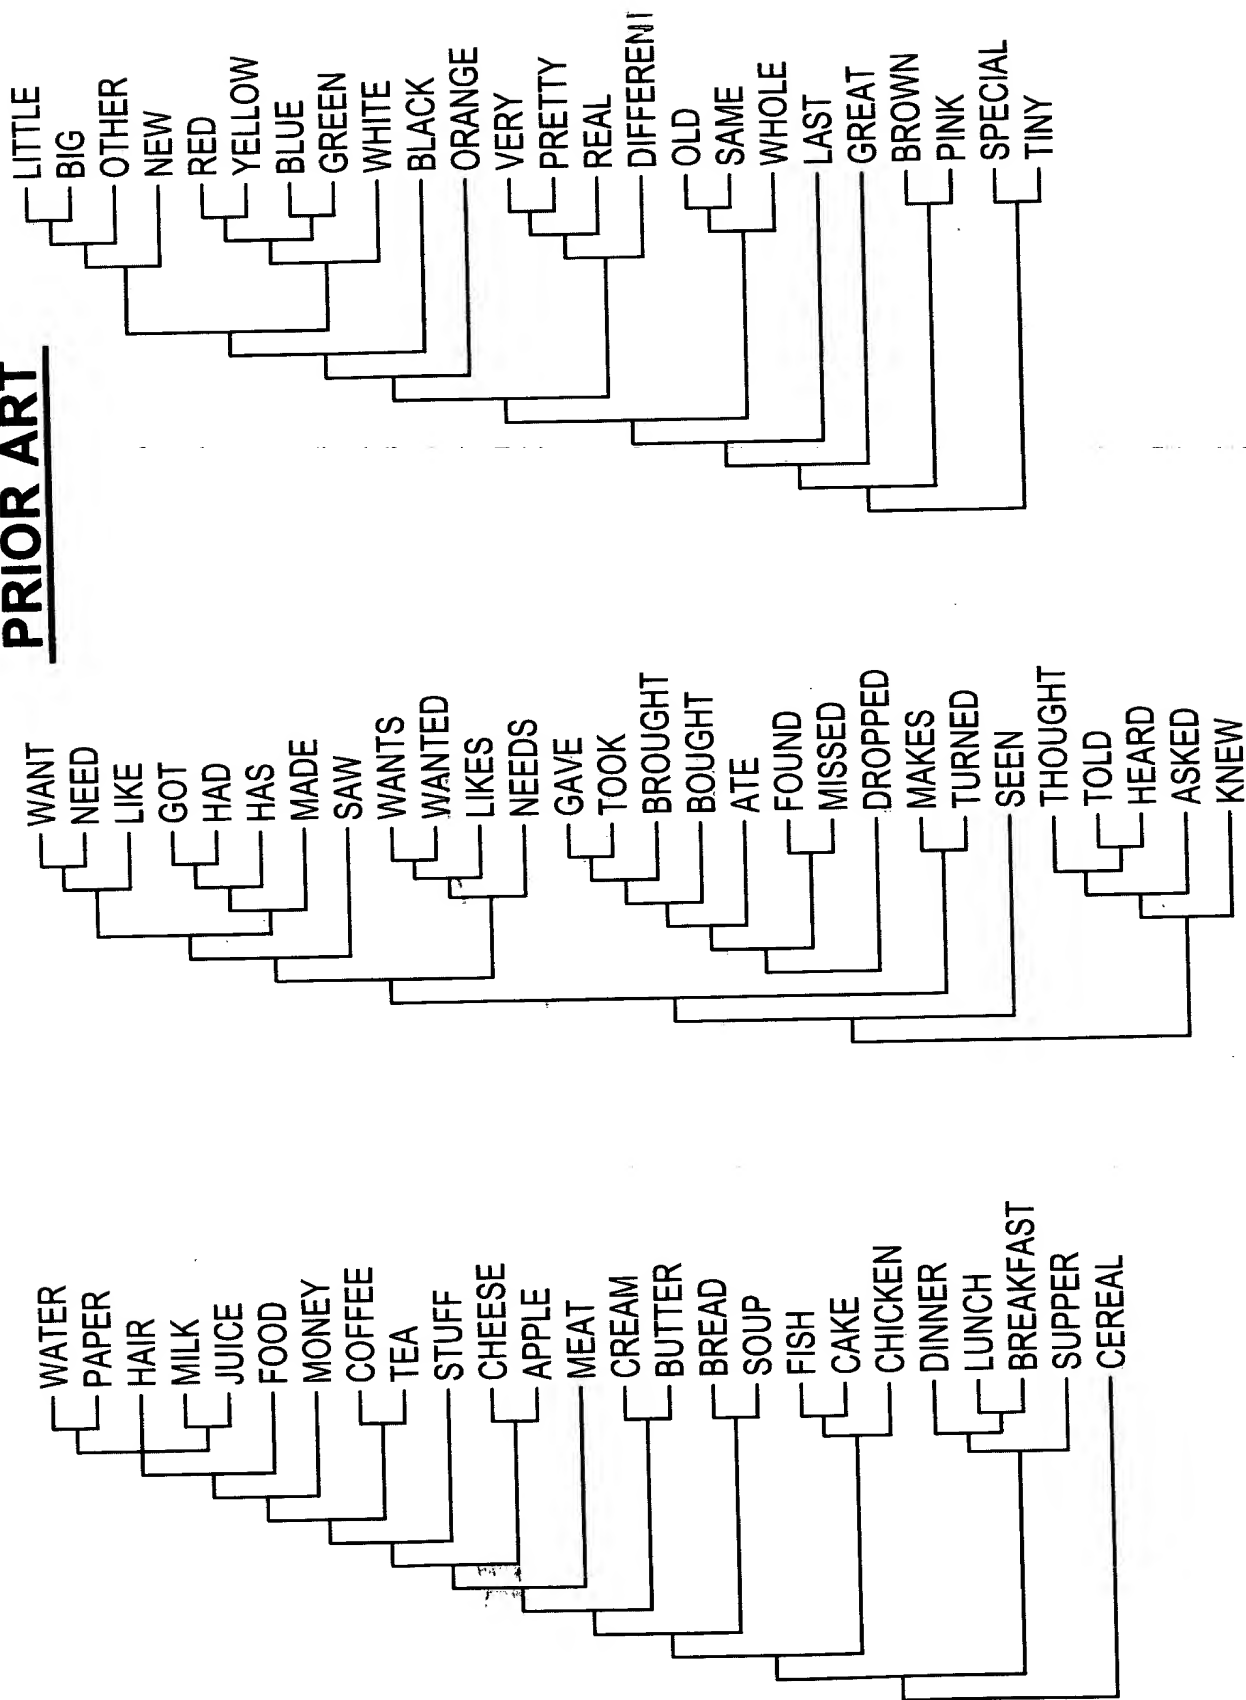 PRIOR ART
WATER
PAPER
HAIR
MILK
JUICE
FOOD
MONEY
COFFEE
TEA
STUFF
CHEESE
APPLE
MEAT
CREAM
BUTTER
BREAD
SOUP
FISH
CAKE
CHICKEN
DINNER
LUNCH
BREAKFAST
SUPPER
CEREAL
WANT
NEED
LIKE
GOT
HAD
HAS
MADE
SAW
WANTS
WANTED
LIKES
NEEDS
GAVE
TOOK
BROUGHT
BOUGHT
ATE
FOUND
MISSED
DROPPED
MAKES
TURNED
SEEN
THOUGHT
TOLD
HEARD
ASKED
KNEW
LITTLE
BIG
OTHER
NEW
RED
YELLOW
BLUE
GREEN
WHITE
BLACK
ORANGE
VERY
PRETTY
REAL
DIFFERENT
OLD
SAME
WHOLE
LAST
GREAT
BROWN
PINK
SPECIAL
TINY